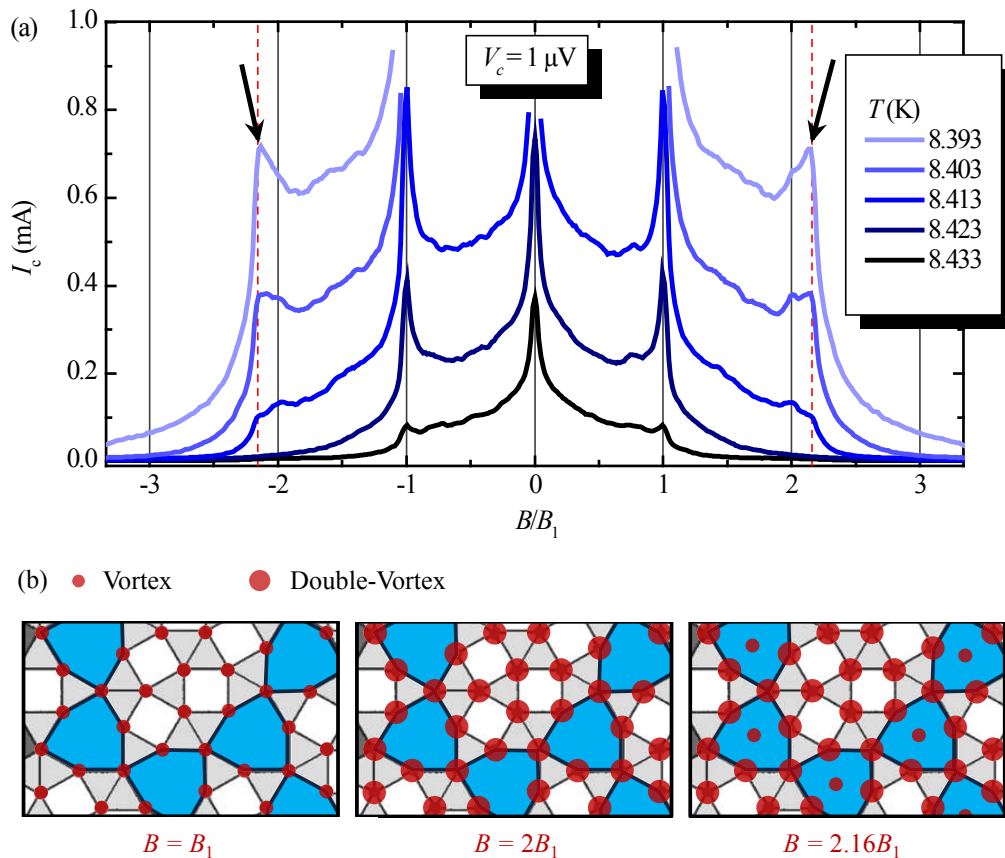 (a)
1.0
0.8
0.6
0.4
0.2
0.0
I_c (mA)
V_c = 1 μV
T (K)
8.393
8.403
8.413
8.423
8.433
-3 -2 -1 0 1 2 3
B/B_1
(b) Vortex Double-Vortex
B = B_1 B = 2B_1 B = 2.16B_1